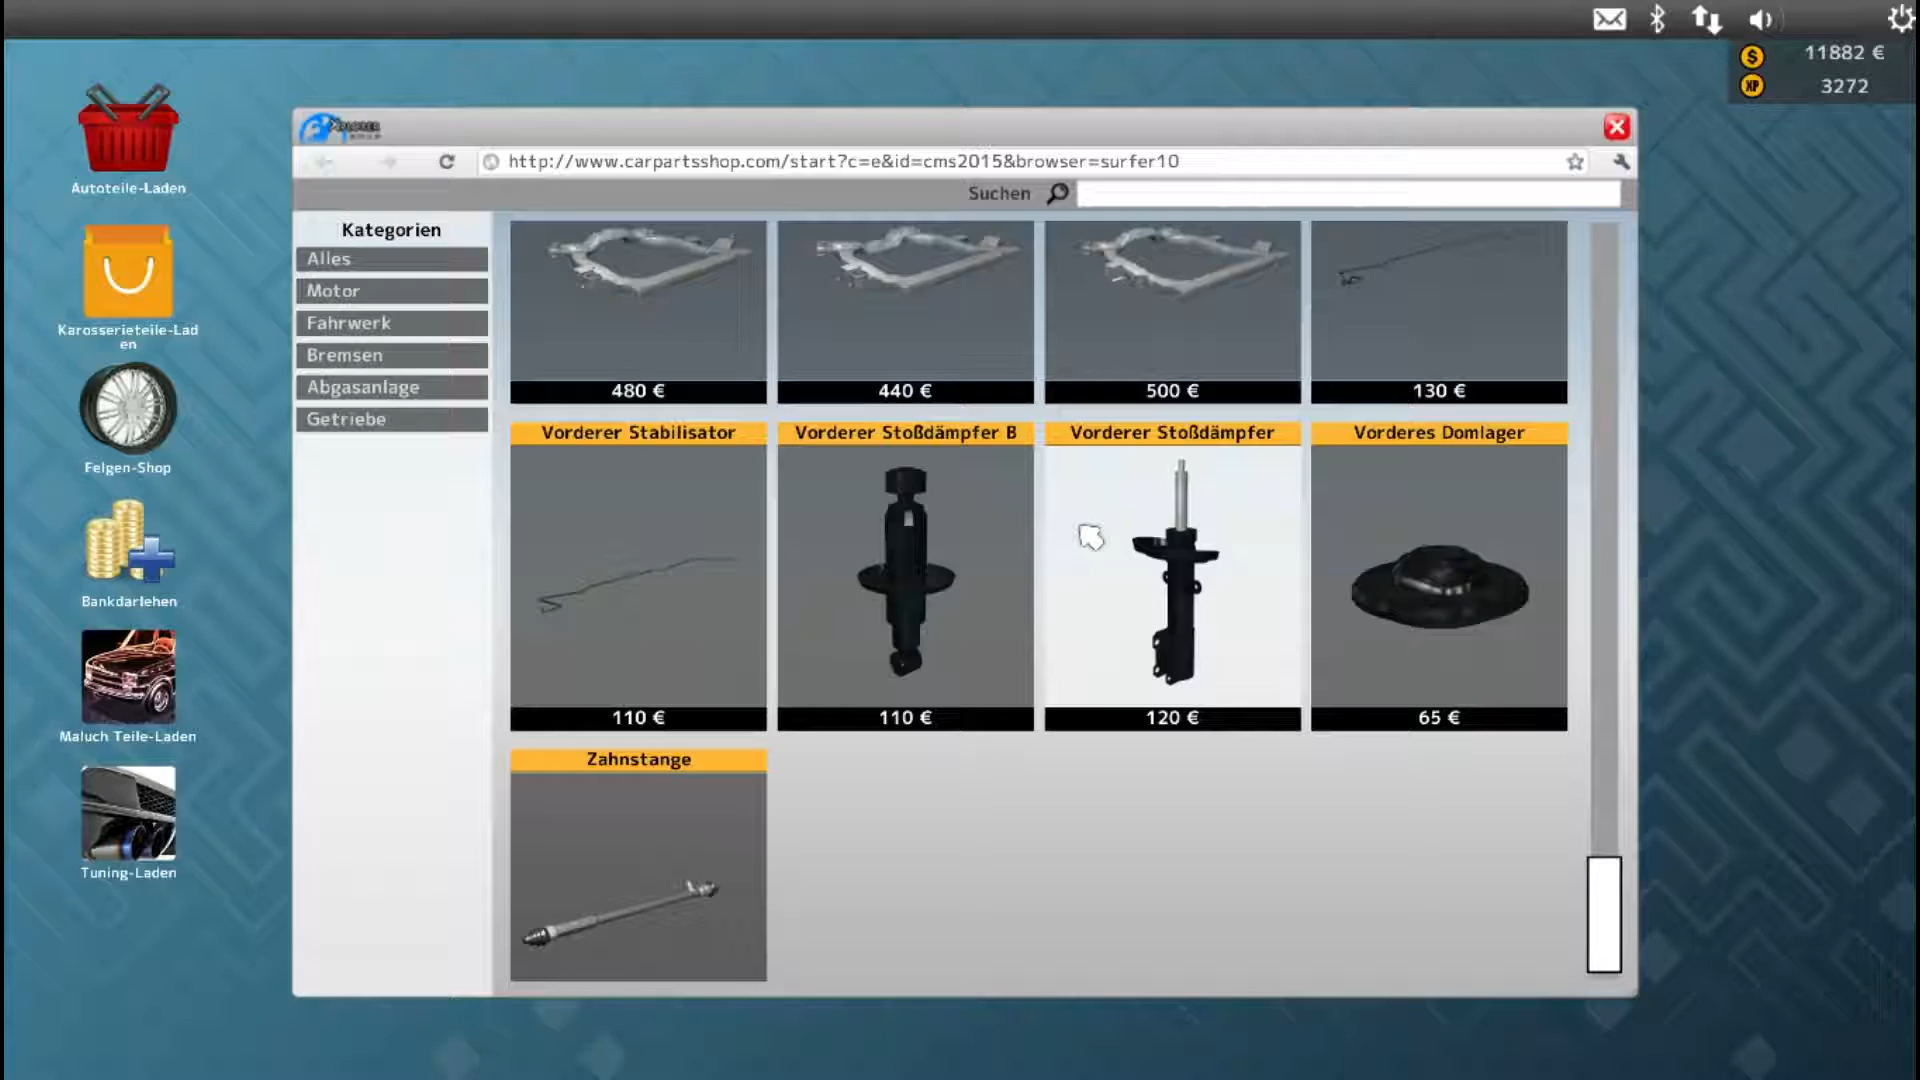 11882 €
XP 3272
Autoteile-Laden
Karosserieteile-Lad
en
Felgen-Shop
Bankdarlehen
Maluch Teile-Laden
Tuning-Laden
http://www.carpartsshop.com/start?c=e&id=cms2015&browser=surfer10
Suchen
Kategorien
Alles
Motor
Fahrwerk
Bremsen
Abgasanlage
Getriebe
480 €
440 €
500 €
130 €
Vorderer Stabilisator
Vorderer Stoßdämpfer B
Vorderer Stoßdämpfer
Vorderes Domlager
110 €
110 €
120 €
65 €
Zahnstange